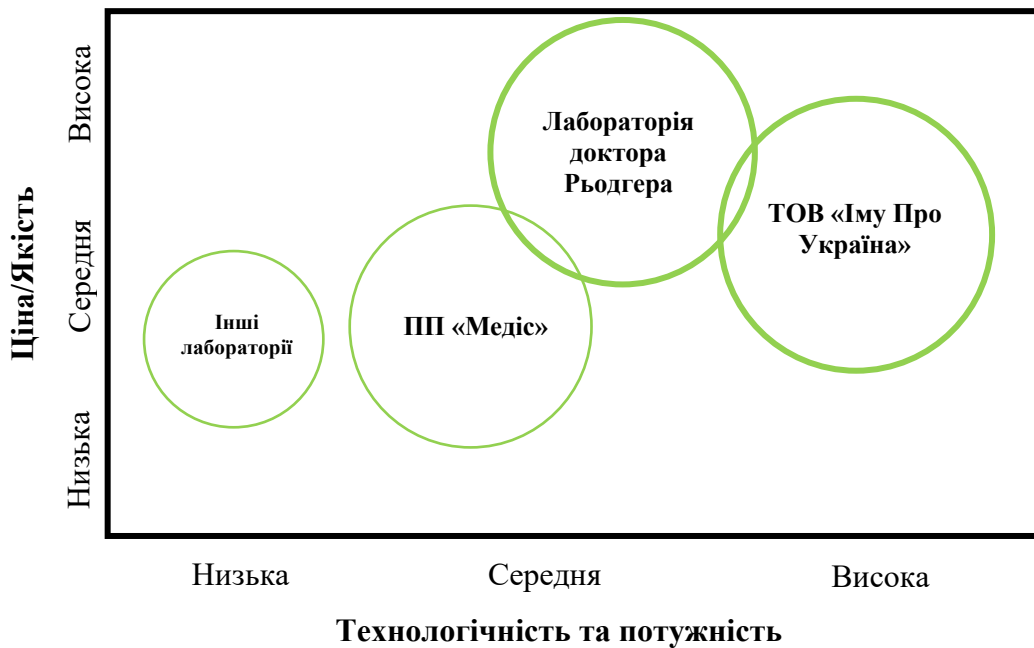 Ціна/Якість
Висока
Середня
Низька
Лабораторія
доктора
Рьодгера
ТОВ «Іму Про
Україна»
ПП «Медіс»
Інші
лабораторії
Низька
Середня
Висока
Технологічність та потужність